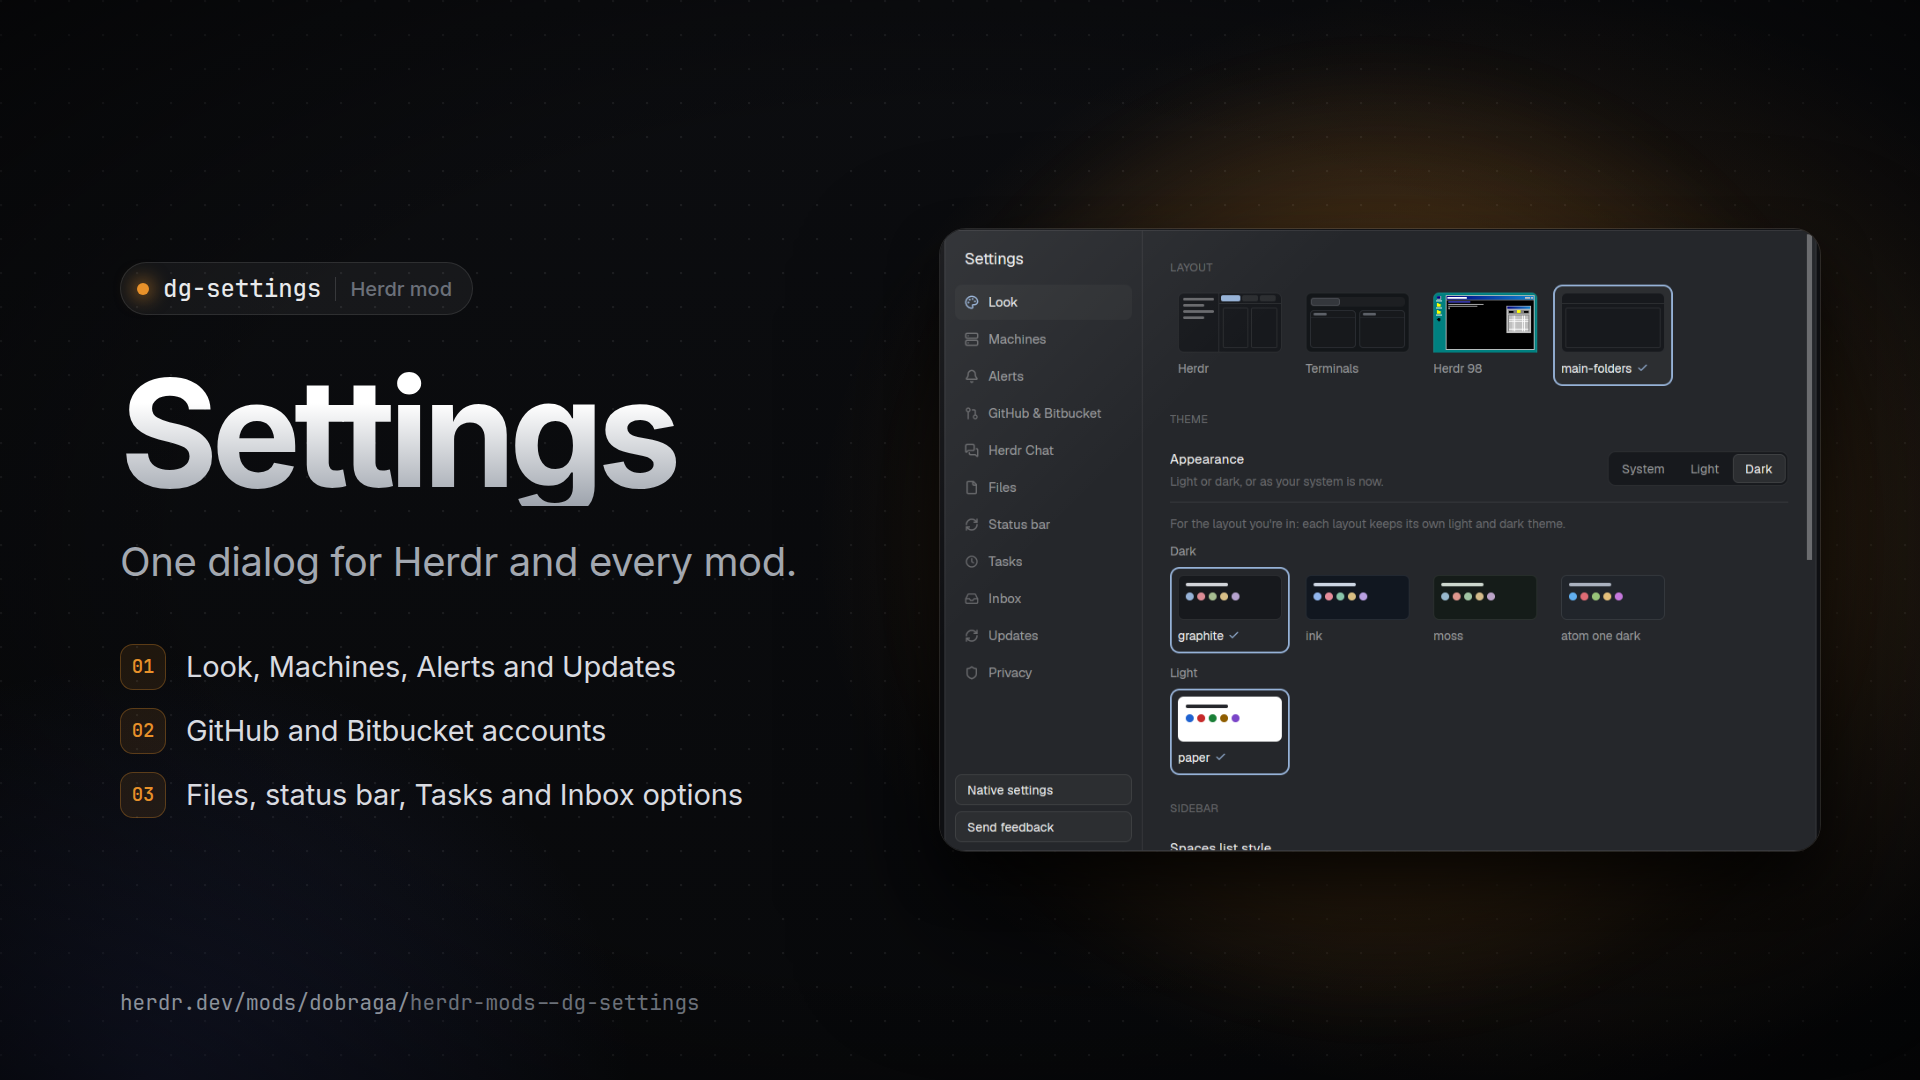 dg-settings | Herdr mod
Settings
One dialog for Herdr and every mod.
01 Look, Machines, Alerts and Updates
02 GitHub and Bitbucket accounts
03 Files, status bar, Tasks and Inbox options
herdr.dev/mods/dobraga/herdr-mods--dg-settings
Settings
Look
Machines
Alerts
GitHub & Bitbucket
Herdr Chat
Files
Status bar
Tasks
Inbox
Updates
Privacy
Native settings
Send feedback
LAYOUT
Herdr
Terminals
Herdr 98
main-folders
THEME
Appearance
Light or dark, or as your system is now.
System Light Dark
For the layout you're in: each layout keeps its own light and dark theme.
Dark
graphite
ink
moss
atom one dark
Light
paper
SIDEBAR
Spaces list style